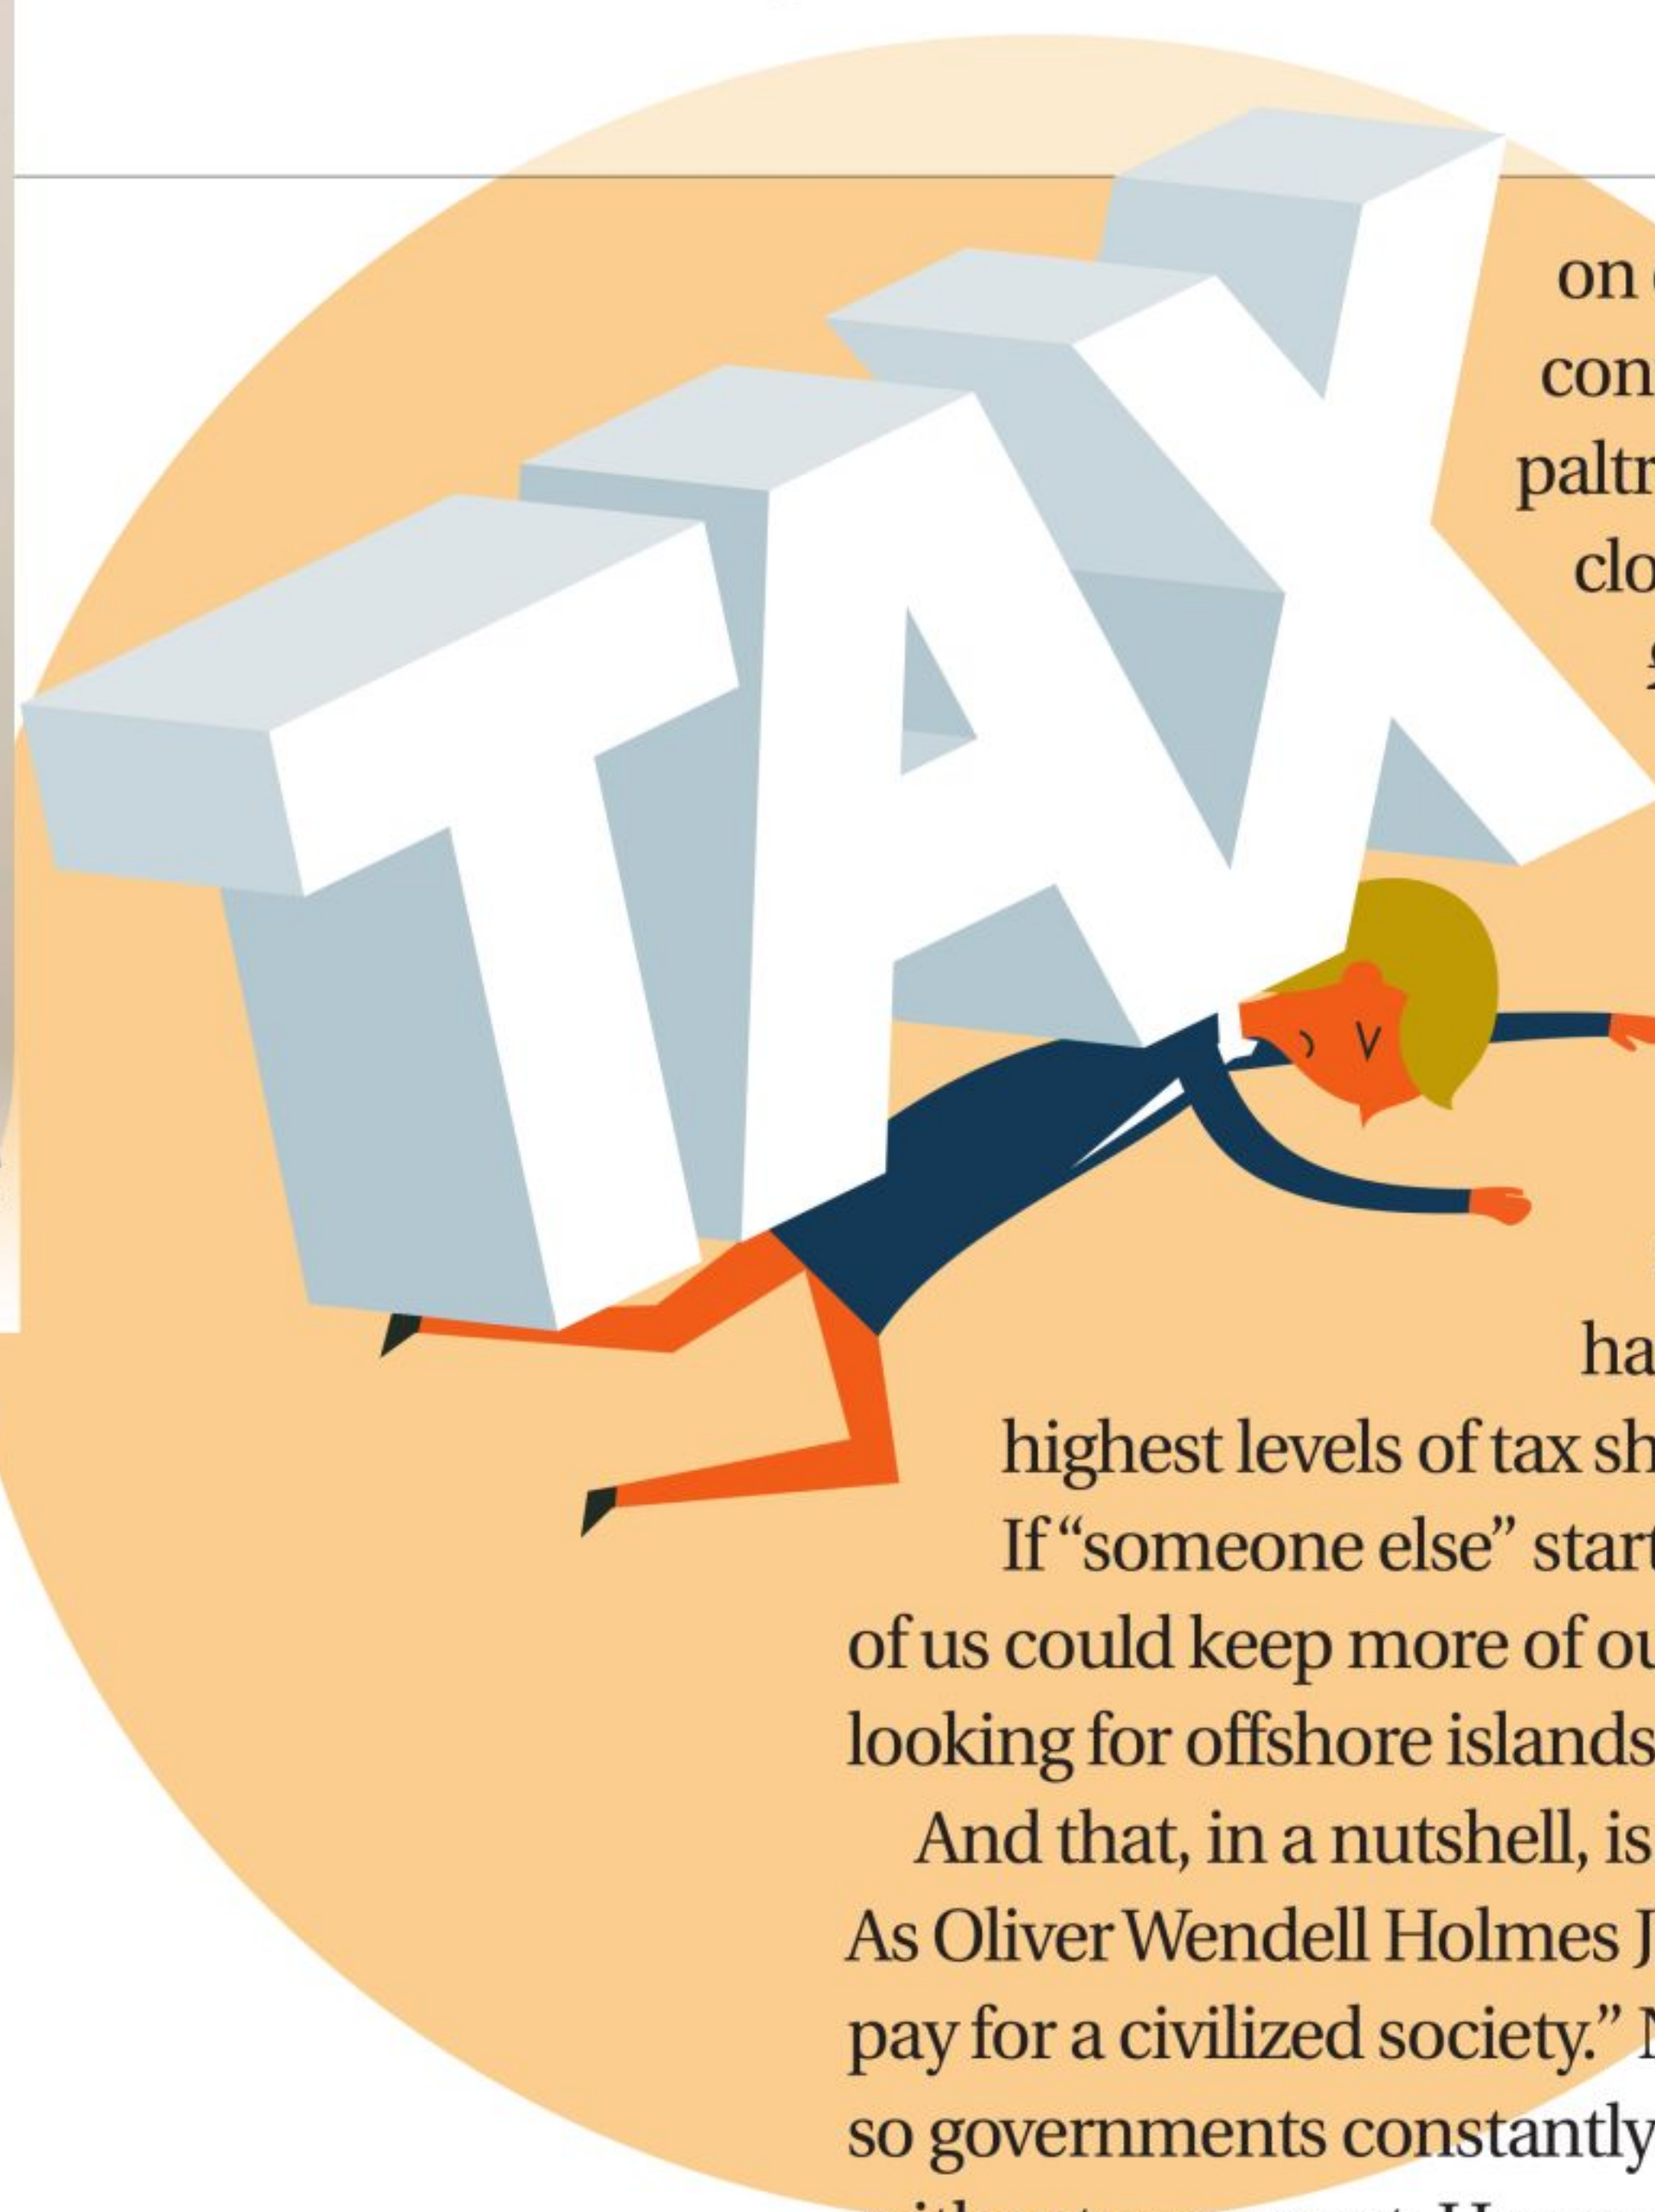 TAX
on
con
paltr
clo
ha
highest levels of tax sh
If “someone else” start
of us could keep more of ou
looking for offshore islands
And that, in a nutshell, is
As Oliver Wendell Holmes J
pay for a civilized society.” N
so governments constantly